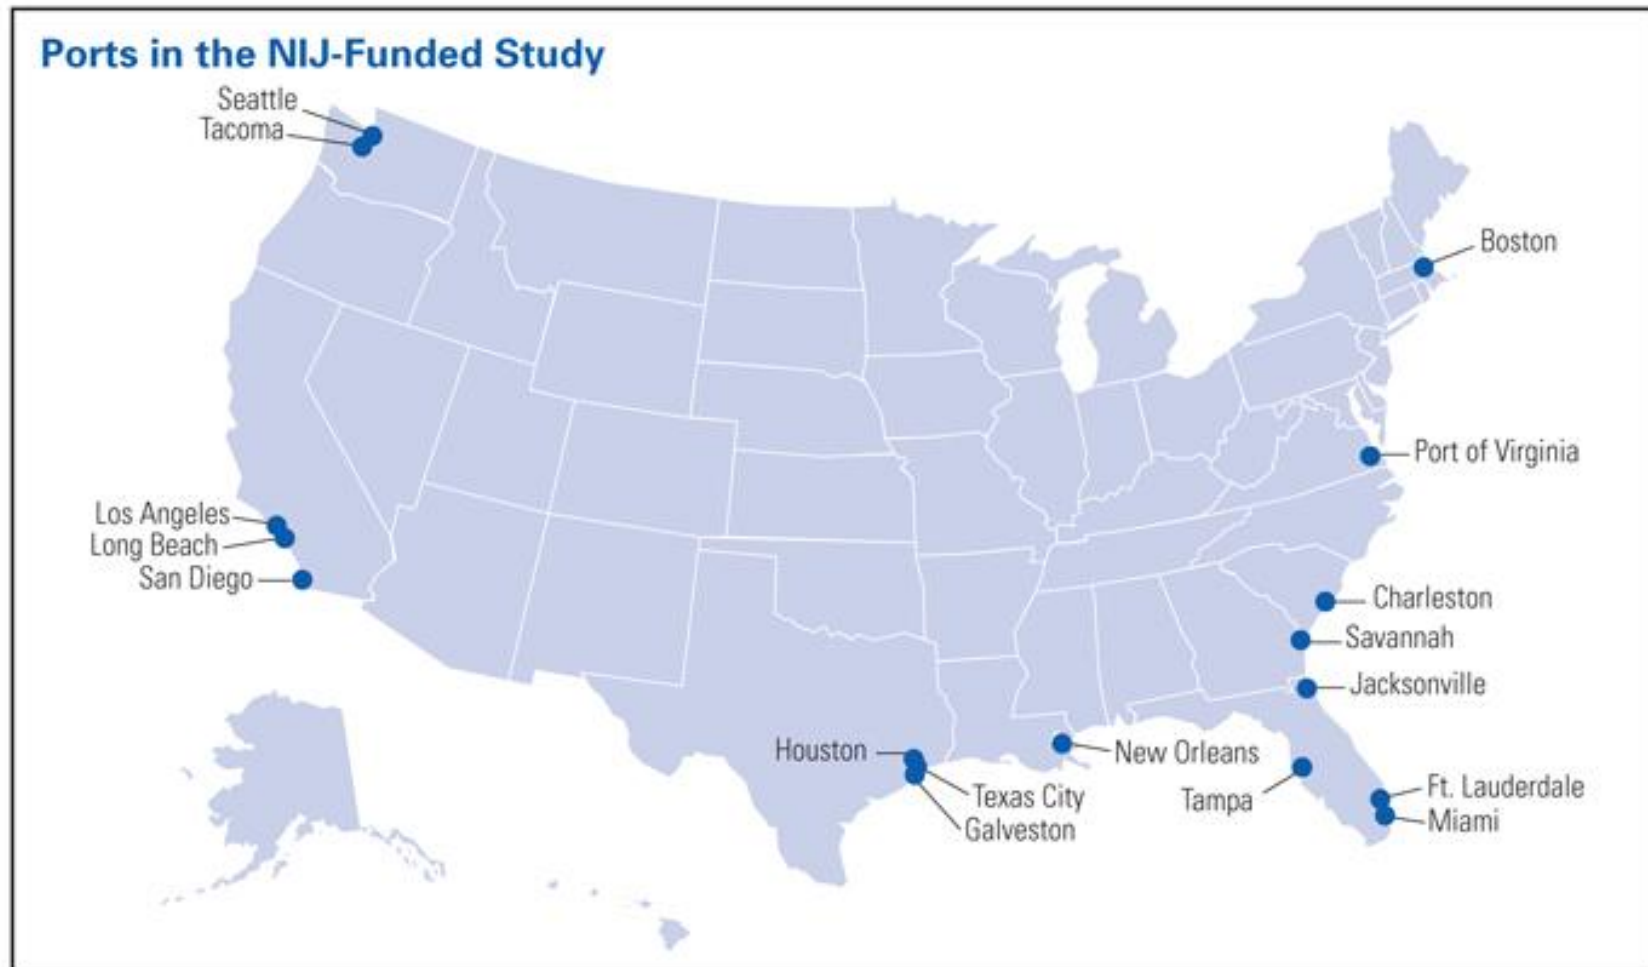 Ports in the NIJ-Funded Study
Seattle
Tacoma
Boston
Port of Virginia
Los Angeles
Long Beach
San Diego
Charleston
Savannah
Jacksonville
Houston
New Orleans
Texas City
Galveston
Tampa
Ft. Lauderdale
Miami